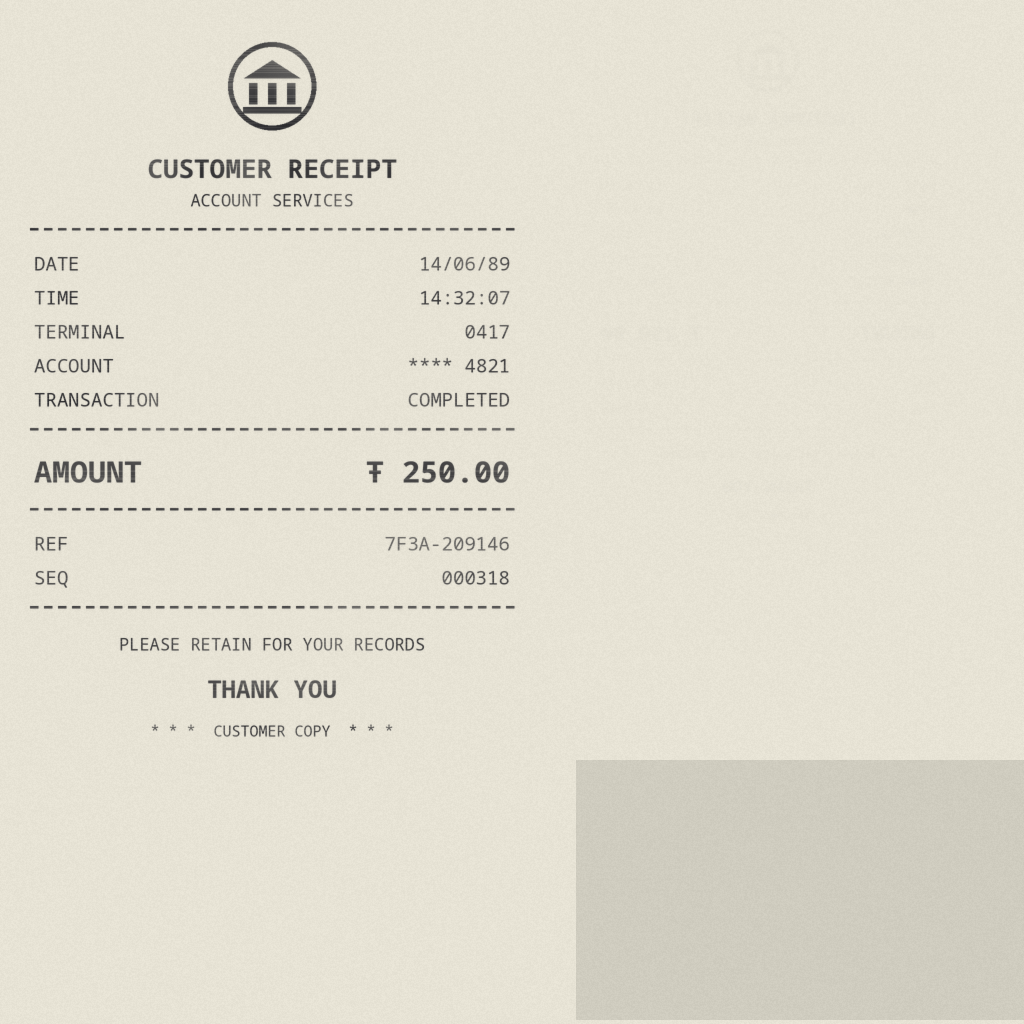 CUSTOMER RECEIPT
ACCOUNT SERVICES
DATE 14/06/89
TIME 14:32:07
TERMINAL 0417
ACCOUNT **** 4821
TRANSACTION COMPLETED
AMOUNT Ŧ 250.00
REF 7F3A-209146
SEQ 000318
PLEASE RETAIN FOR YOUR RECORDS
THANK YOU
* * * CUSTOMER COPY * * *